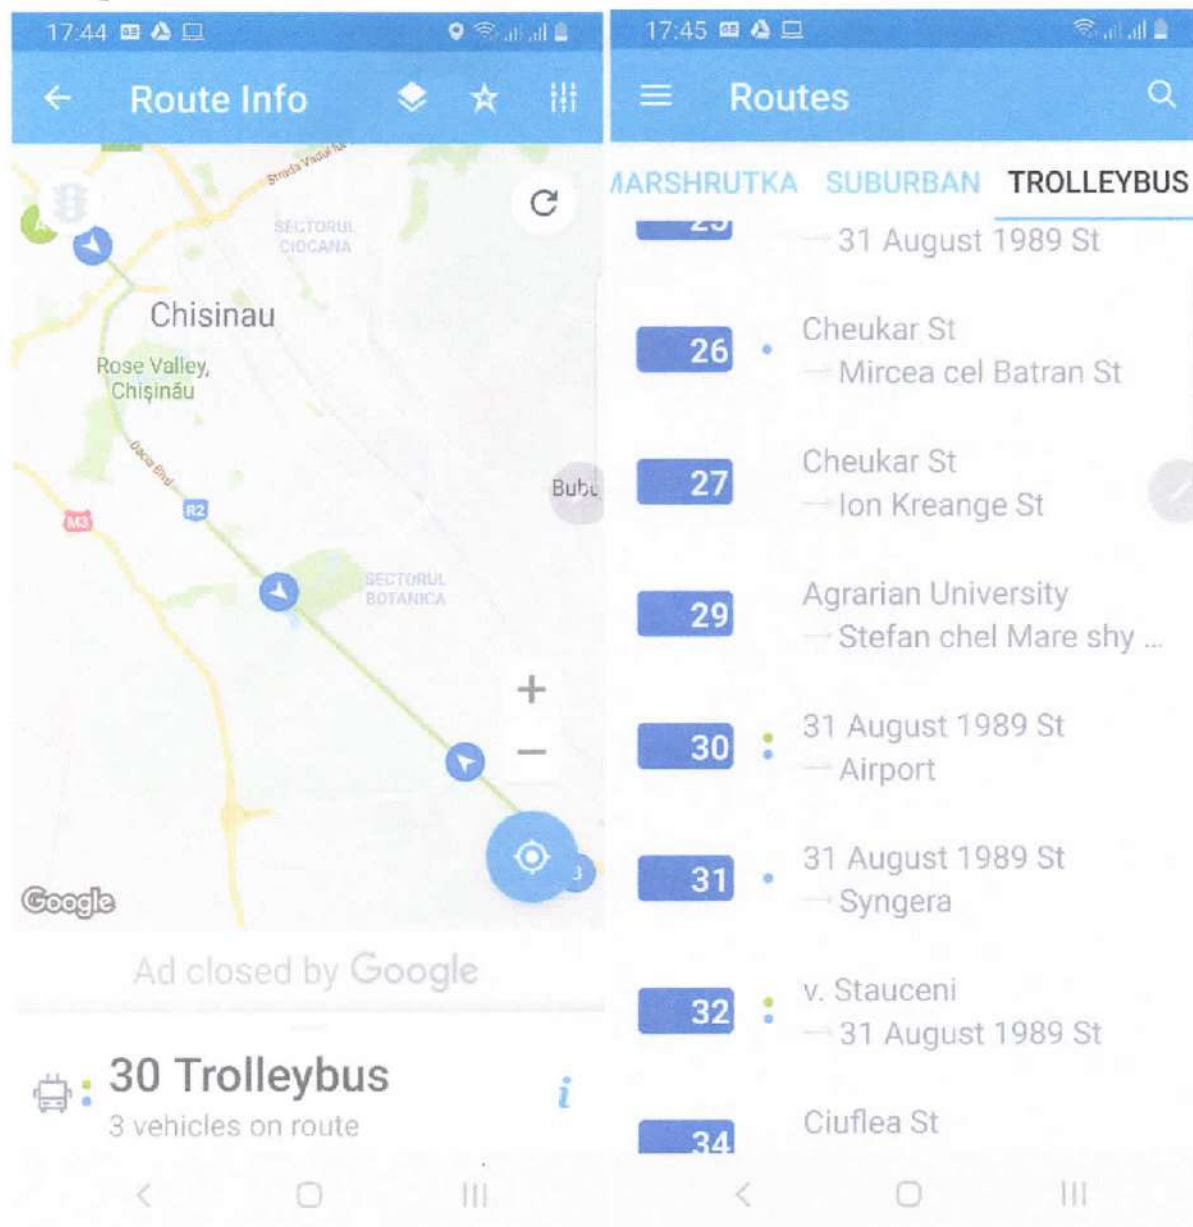 17:44
Route Info
Strada Vadul lui
SECTORUL
CIOCANA
Chisinau
Rose Valley,
Chișinău
Dacia Blvd
R2
M3
SECTORUL
BOTANICA
+
−
Google
Ad closed by Google
30 Trolleybus
i
3 vehicles on route
17:45
Routes
MARSHRUTKA SUBURBAN TROLLEYBUS
31 August 1989 St
26
Cheukar St
→ Mircea cel Batran St
27
Cheukar St
→ Ion Kreange St
29
Agrarian University
→ Stefan chel Mare shy ...
30
31 August 1989 St
→ Airport
31
31 August 1989 St
→ Syngera
32
v. Stauceni
→ 31 August 1989 St
34
Ciuflea St